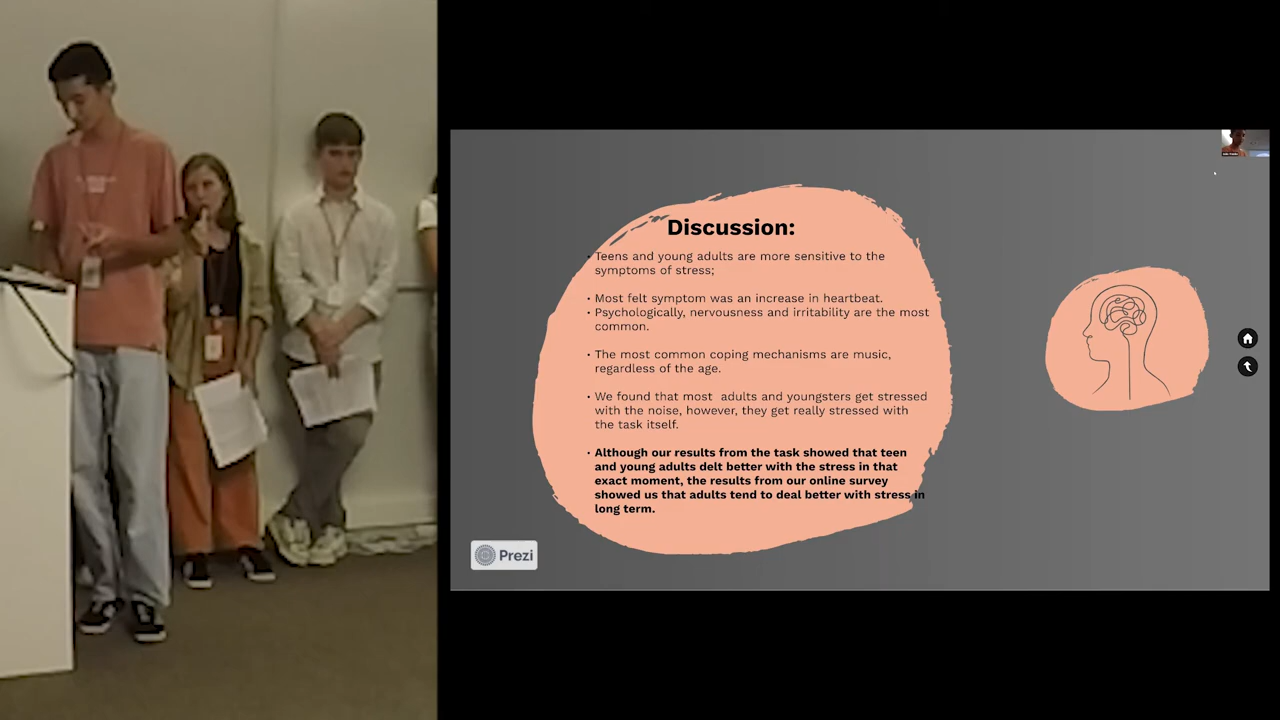 Discussion:
• Teens and young adults are more sensitive to the
symptoms of stress;
• Most felt symptom was an increase in heartbeat.
• Psychologically, nervousness and irritability are the most
common.
• The most common coping mechanisms are music,
regardless of the age.
• We found that most adults and youngsters get stressed
with the noise, however, they get really stressed with
the task itself.
• Although our results from the task showed that teen
and young adults delt better with the stress in that
exact moment, the results from our online survey
showed us that adults tend to deal better with stress in
long term.
Prezi